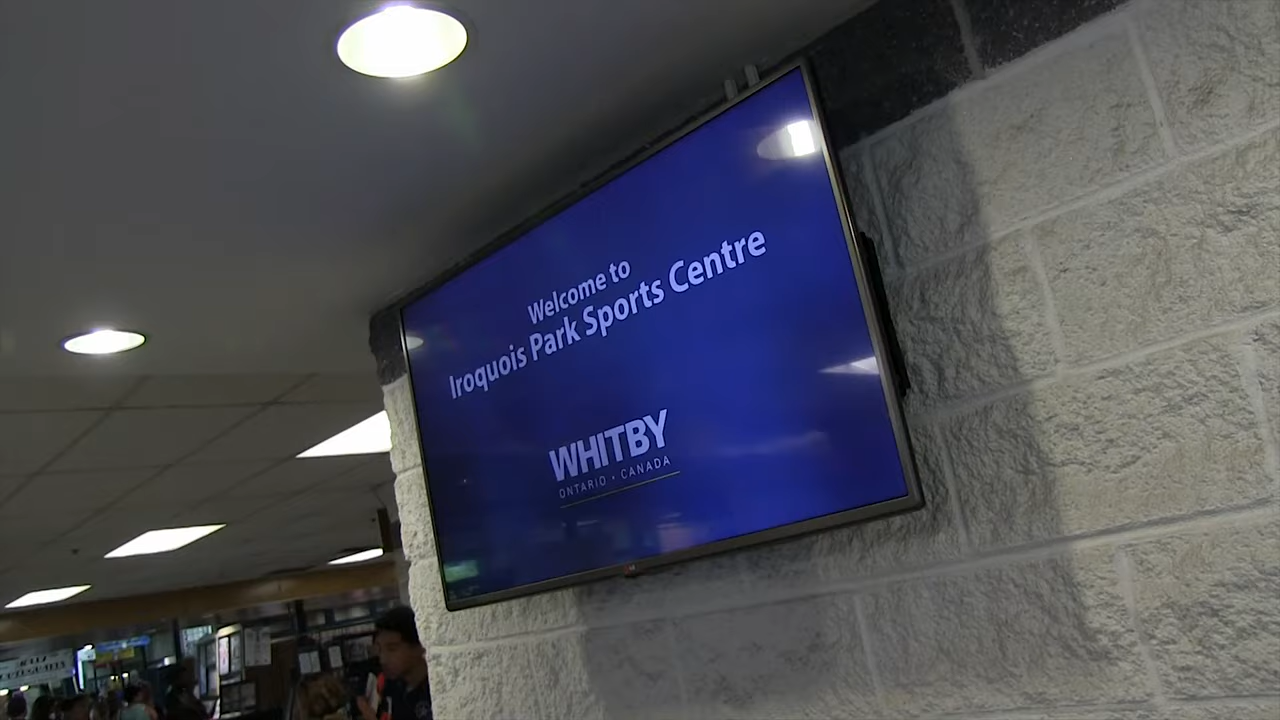 Welcome to
Iroquois Park Sports Centre
WHITBY
ONTARIO • CANADA